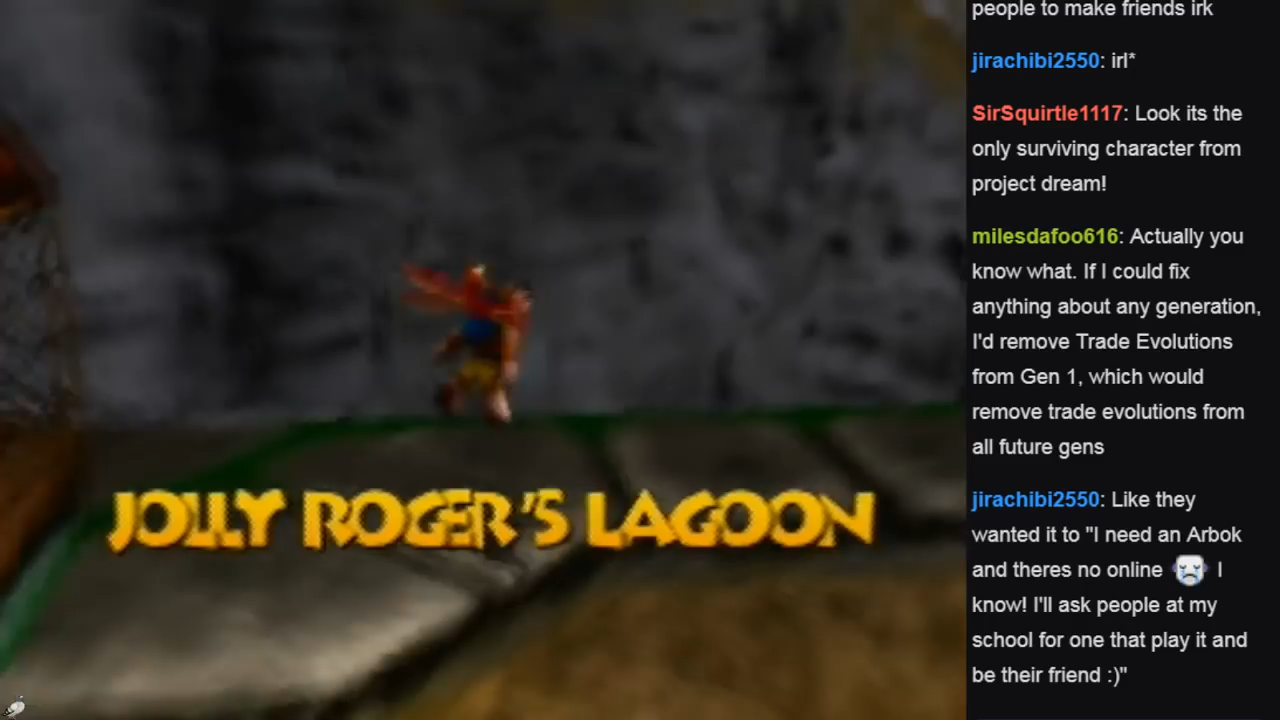 people to make friends irk
jirachibi2550: irl*
SirSquirtle1117: Look its the
only surviving character from
project dream!
milesdafoo616: Actually you
know what. If I could fix
anything about any generation,
I'd remove Trade Evolutions
from Gen 1, which would
remove trade evolutions from
all future gens
jirachibi2550: Like they
wanted it to "I need an Arbok
and theres no online I
know! I'll ask people at my
school for one that play it and
be their friend :)"
JOLLY ROGER'S LAGOON